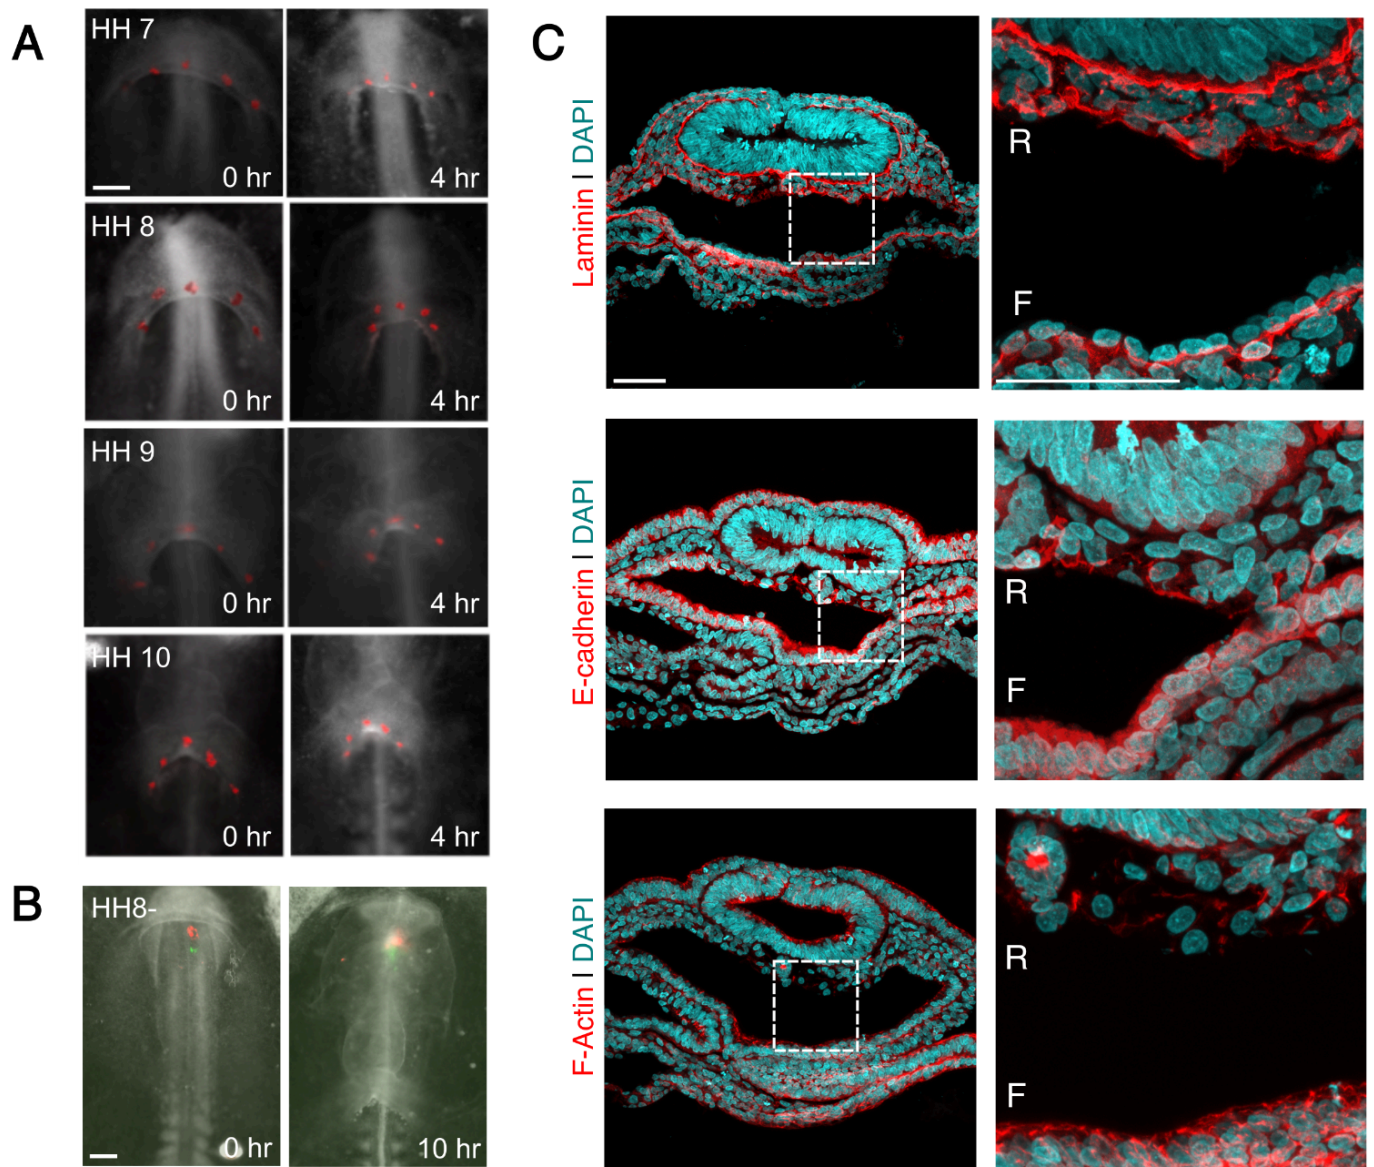 A
HH 7
0 hr
4 hr
HH 8
0 hr
4 hr
HH 9
0 hr
4 hr
HH 10
0 hr
4 hr
B
HH8-
0 hr
10 hr
C
Laminin | DAPI
R
F
E-cadherin | DAPI
R
F
F-Actin | DAPI
R
F